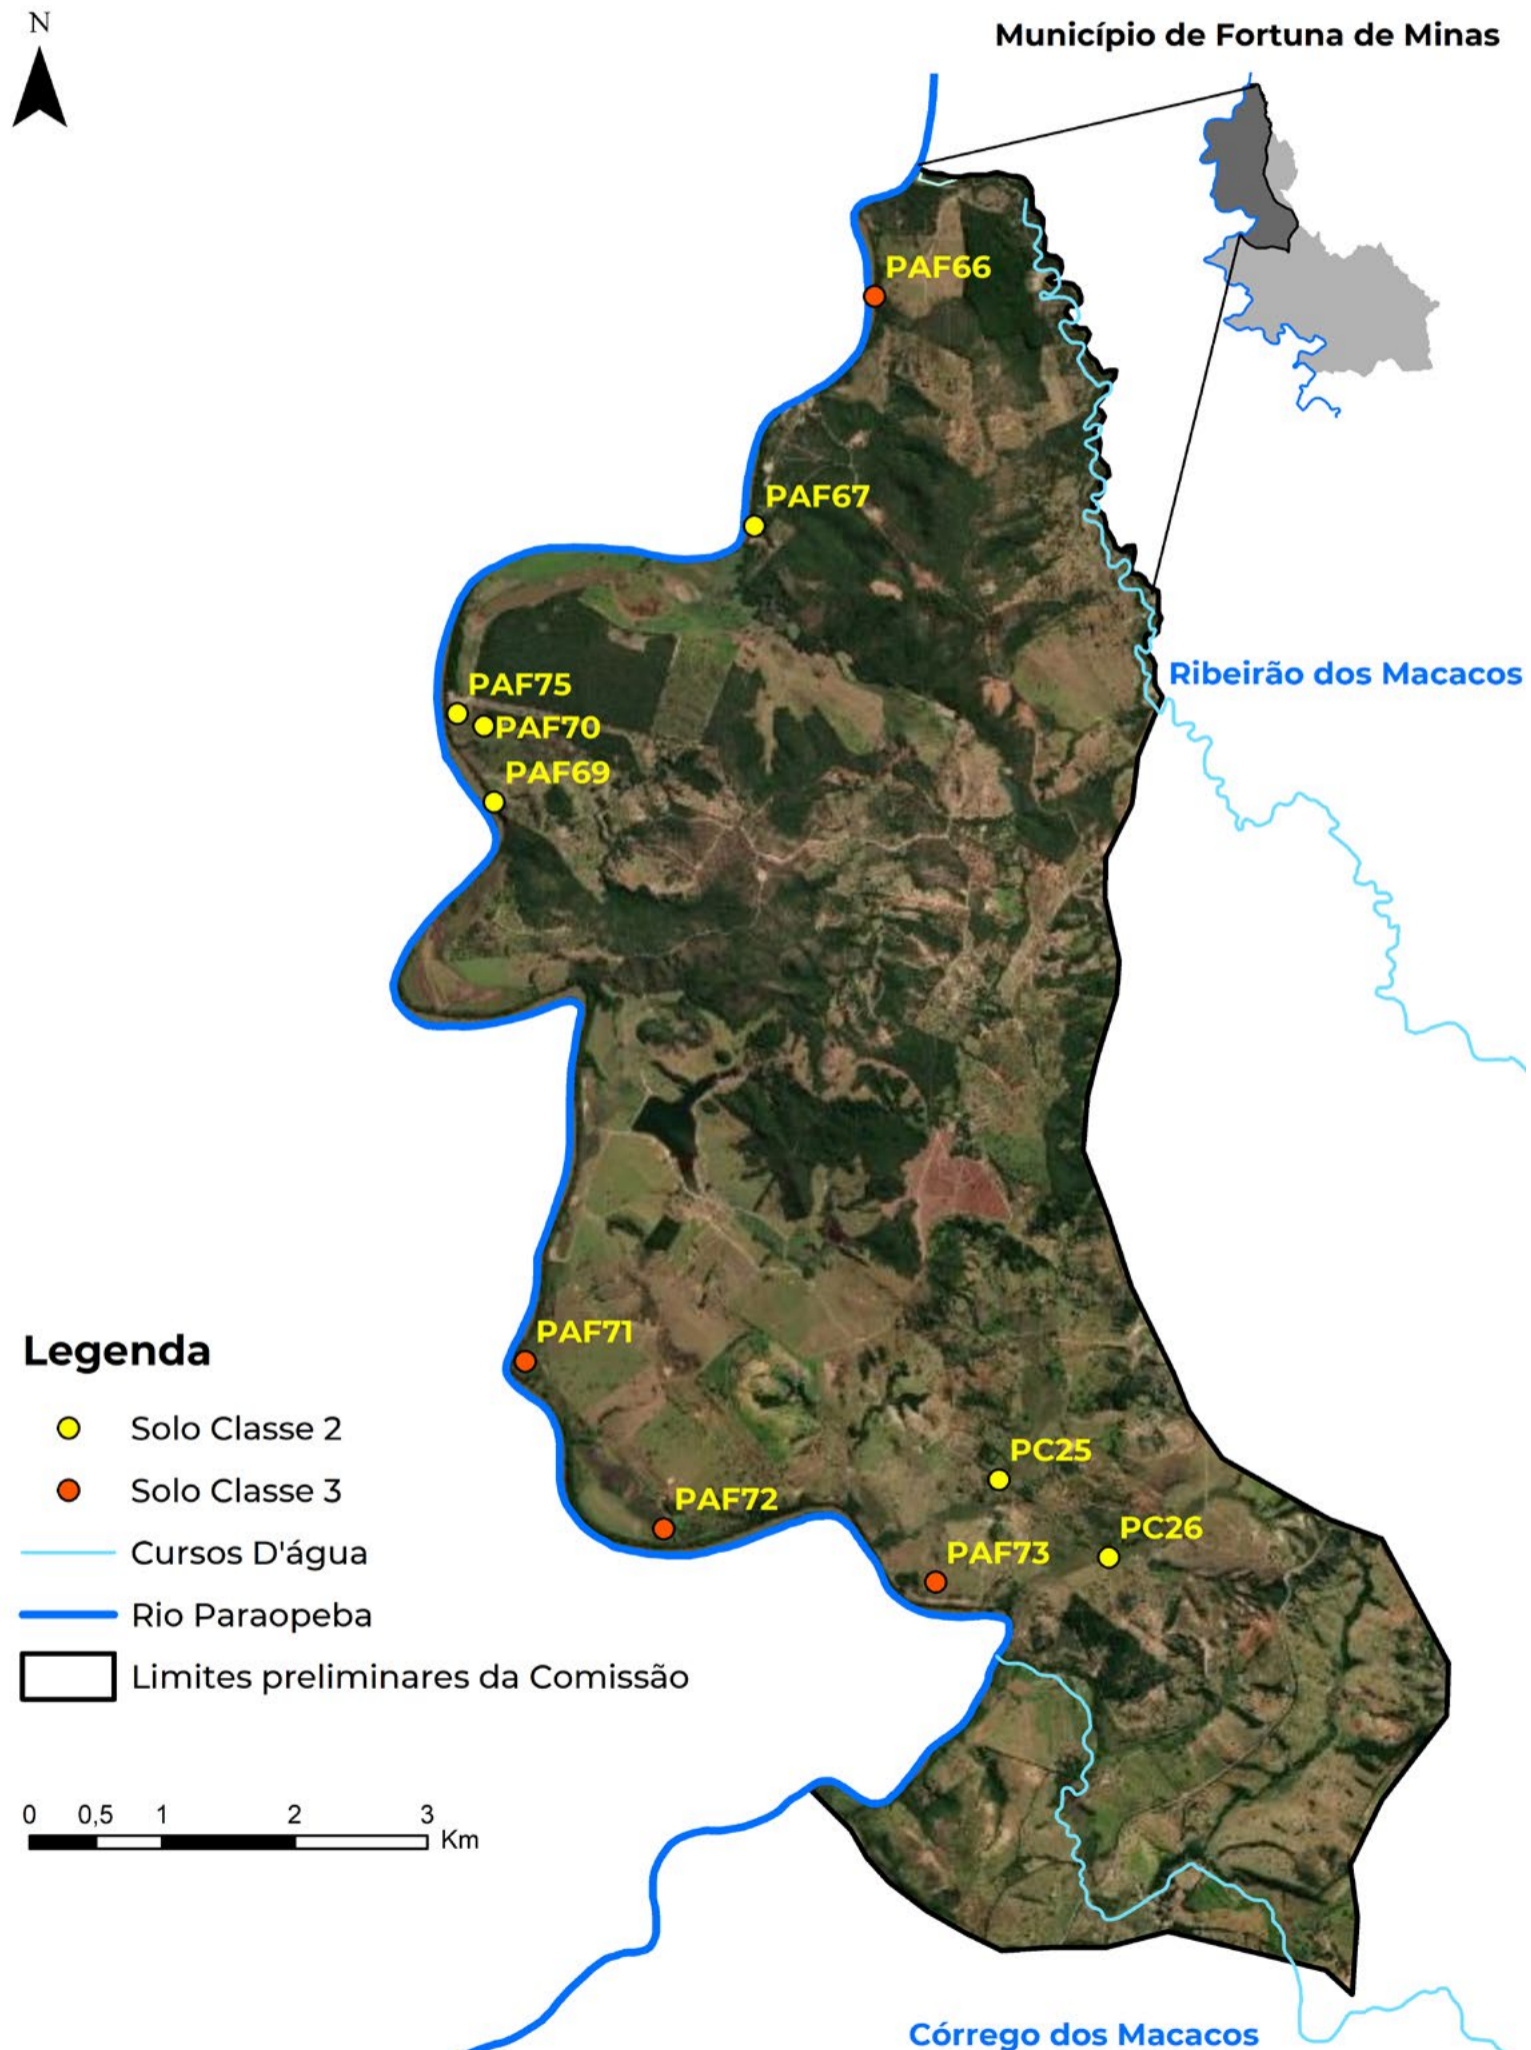 N
Município de Fortuna de Minas
PAF66
PAF67
Ribeirão dos Macacos
PAF75
PAF70
PAF69
PAF71
Legenda
Solo Classe 2
Solo Classe 3
Cursos D'água
Rio Paraopeba
Limites preliminares da Comissão
PC25
PAF72
PC26
PAF73
0 0,5 1 2 3
Km
Córrego dos Macacos